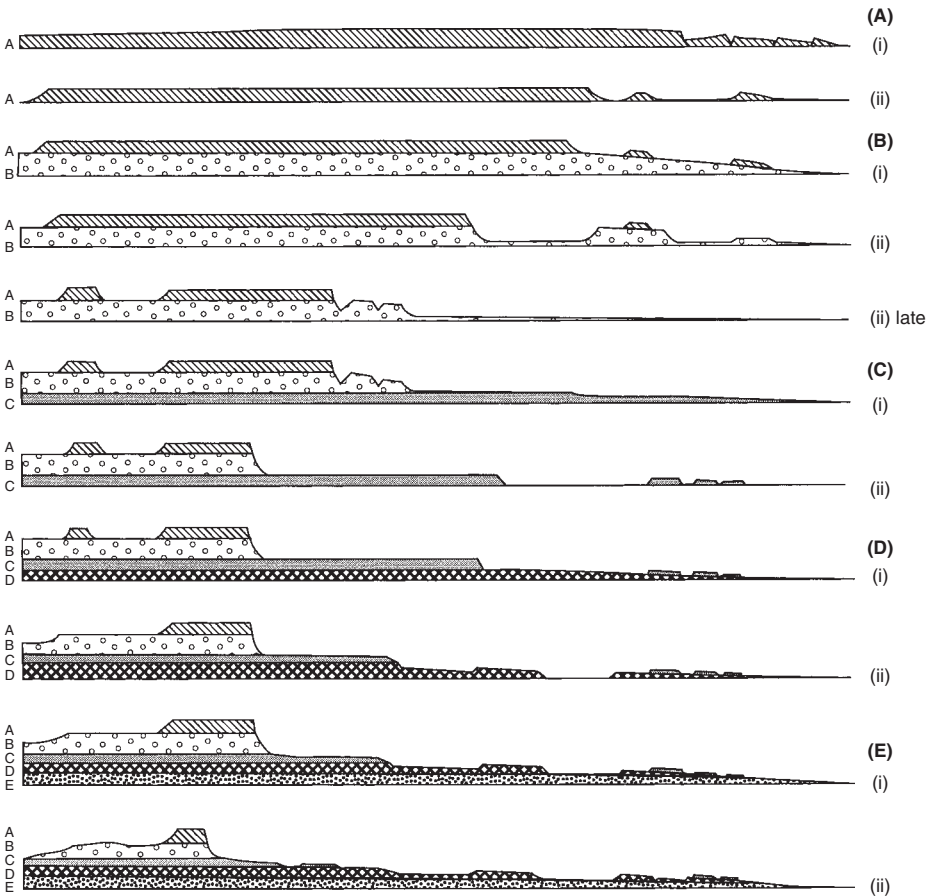 (A)
A (i)
A (ii)
(B)
A
B (i)
A
B (ii)
A
B (ii) late
(C)
A
B
C (i)
A
B
C (ii)
(D)
A
B
C
D (i)
A
B
C
D (ii)
A
B
(E)
C
D
E (i)
A
B
C
D
E (ii)